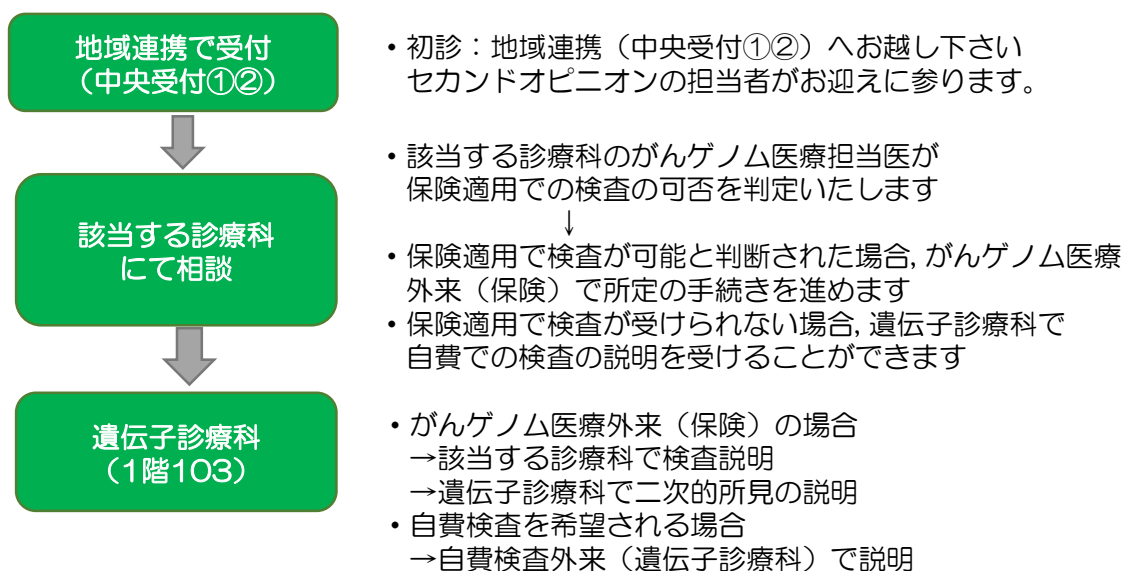 地域連携で受付
（中央受付①②）
・初診：地域連携（中央受付①②）へお越し下さい
セカンドオピニオンの担当者がお迎えに参ります。
該当する診療科
にて相談
・該当する診療科のがんゲノム医療担当医が
保険適用での検査の可否を判定いたします
↓
・保険適用で検査が可能と判断された場合, がんゲノム医療
外来（保険）で所定の手続きを進めます
・保険適用で検査が受けられない場合, 遺伝子診療科で
自費での検査の説明を受けることができます
遺伝子診療科
（1階103）
・がんゲノム医療外来（保険）の場合
→該当する診療科で検査説明
→遺伝子診療科で二次的所見の説明
・自費検査を希望される場合
→自費検査外来（遺伝子診療科）で説明